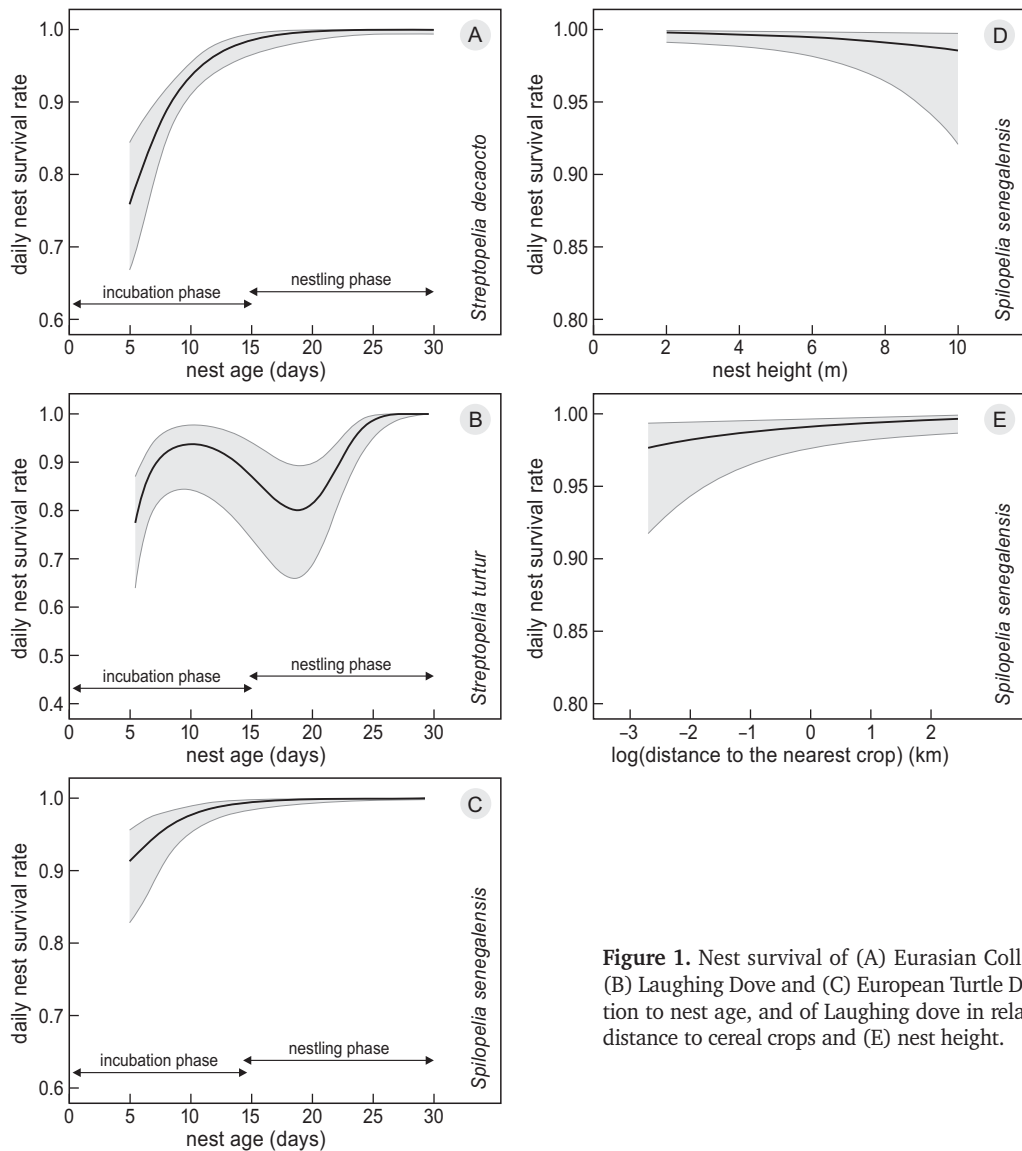 A
1.0
0.9
0.8
0.7
0.6
daily nest survival rate
incubation phase
nestling phase
Streptopelia decaocto
0 5 10 15 20 25 30
nest age (days)
D
1.00
0.95
0.90
0.85
0.80
daily nest survival rate
Spilopelia senegalensis
0 2 4 6 8 10
nest height (m)
B
1.0
0.9
0.8
0.7
0.6
0.5
0.4
daily nest survival rate
incubation phase
nestling phase
Streptopelia turtur
0 5 10 15 20 25 30
nest age (days)
E
1.00
0.95
0.90
0.85
0.80
daily nest survival rate
Spilopelia senegalensis
–3 –2 –1 0 1 2
log(distance to the nearest crop) (km)
C
1.0
0.9
0.8
0.7
0.6
daily nest survival rate
incubation phase
nestling phase
Spilopelia senegalensis
0 5 10 15 20 25 30
nest age (days)
Figure 1. Nest survival of (A) Eurasian Coll
(B) Laughing Dove and (C) European Turtle D
tion to nest age, and of Laughing dove in rela
distance to cereal crops and (E) nest height.